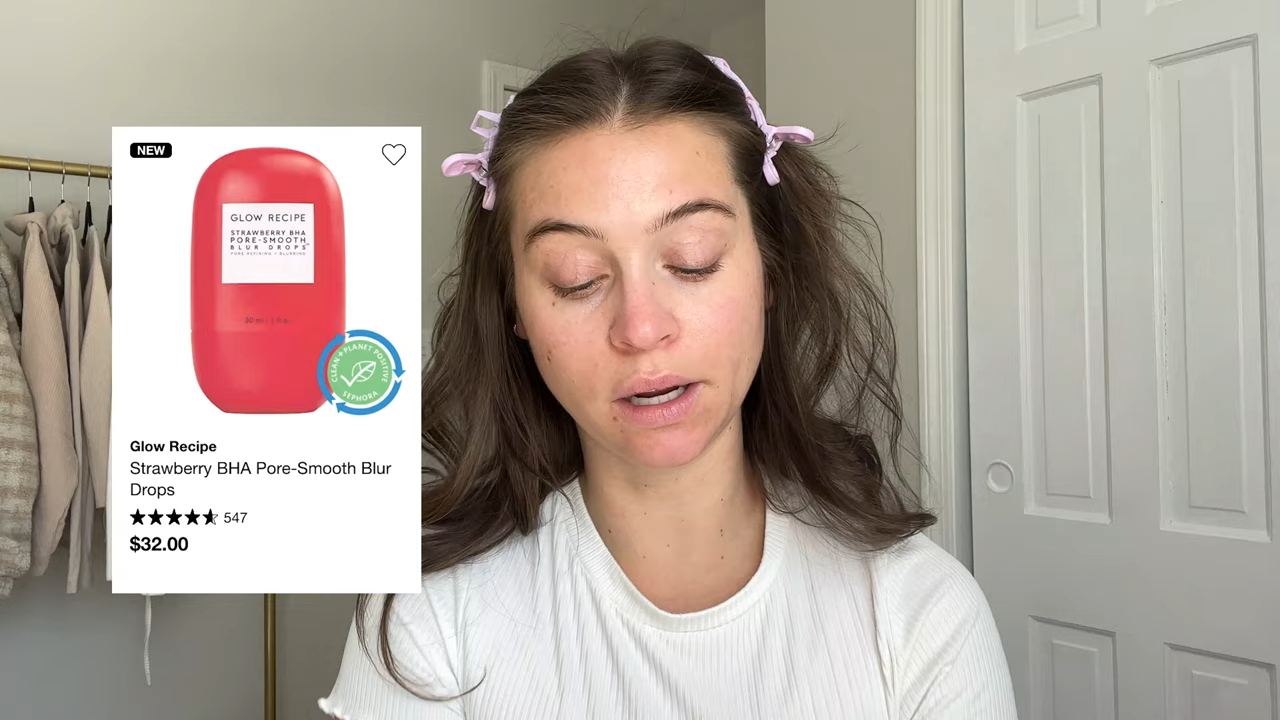 NEW
GLOW RECIPE
STRAWBERRY BHA
PORE-SMOOTH
BLUR DROPS™
PORE REFINING + BLURRING
CLEAN + PLANET POSITIVE
SEPHORA
Glow Recipe
Strawberry BHA Pore-Smooth Blur
Drops
547
$32.00